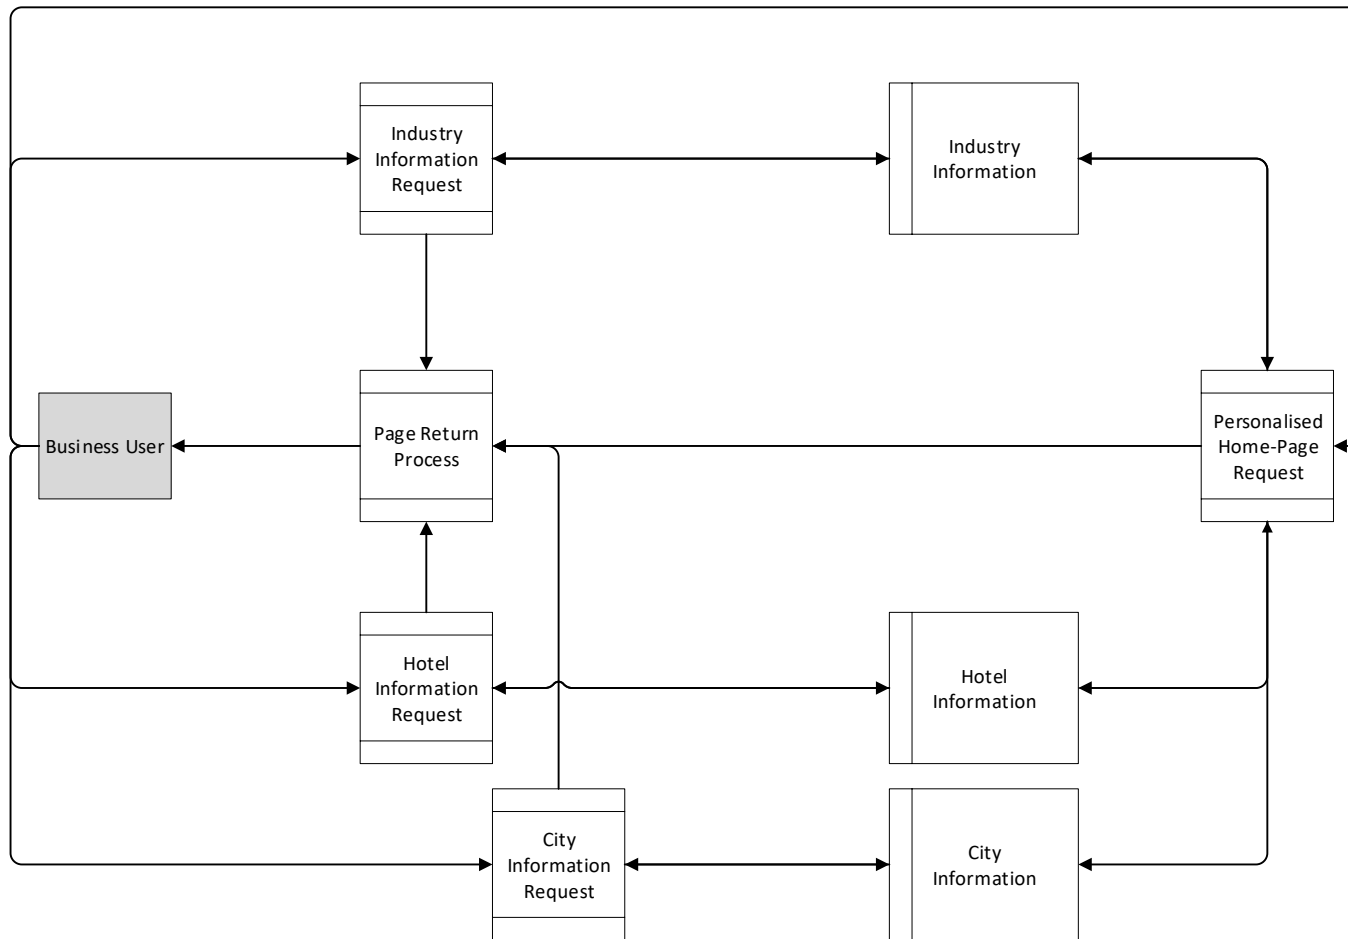 Industry
Information
Request
Industry
Information
Business User
Page Return
Process
Personalised
Home-Page
Request
Hotel
Information
Request
Hotel
Information
City
Information
Request
City
Information